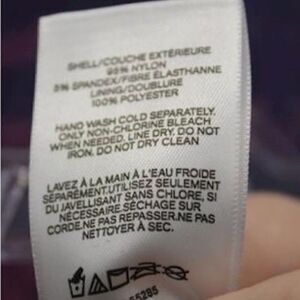 SHELL/COUCHE EXTÉRIEURE
95% NYLON
5% SPANDEX/FIBRE ÉLASTHANNE
LINING/DOUBLURE
100% POLYESTER
HAND WASH COLD SEPARATELY.
ONLY NON-CHLORINE BLEACH
WHEN NEEDED. LINE DRY. DO NOT
IRON. DO NOT DRY CLEAN
LAVEZ À LA MAIN À L'EAU FROIDE
SÉPARÉMENT.UTILISEZ SEULEMENT
DU JAVELLISANT SANS CHLORE, SI
NÉCESSAIRE.SÉCHAGE SUR
CORDE.NE PAS REPASSER.NE PAS
NETTOYER À SEC.
55285